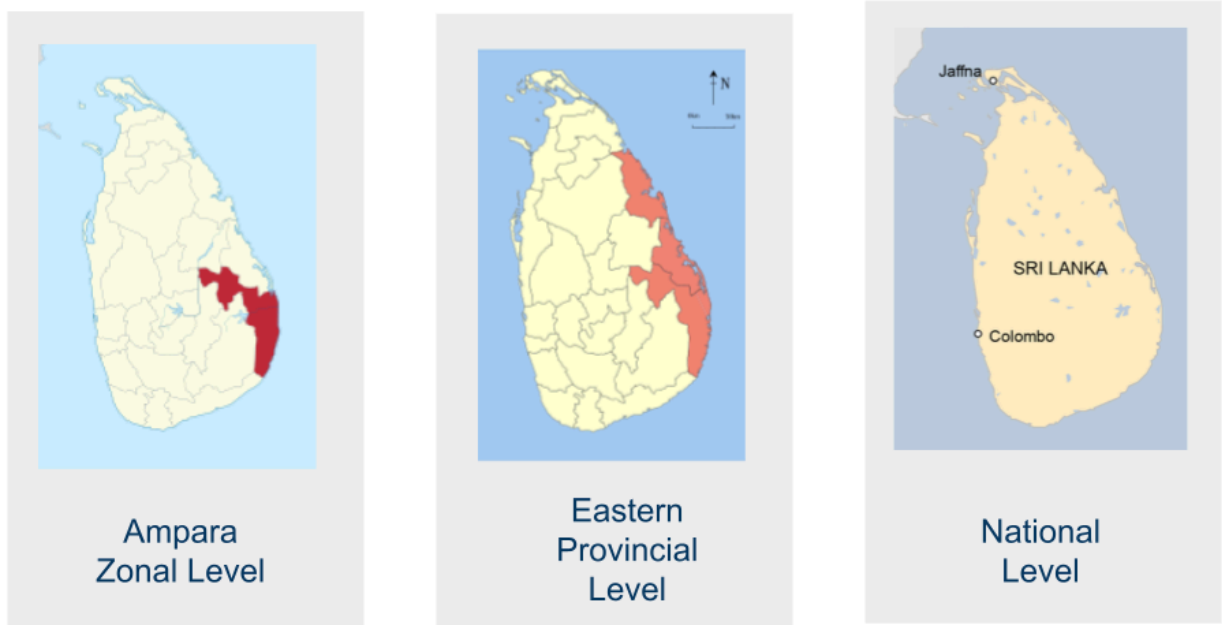 Ampara
Zonal Level
N
Eastern
Provincial
Level
Jaffna
SRI LANKA
Colombo
National
Level